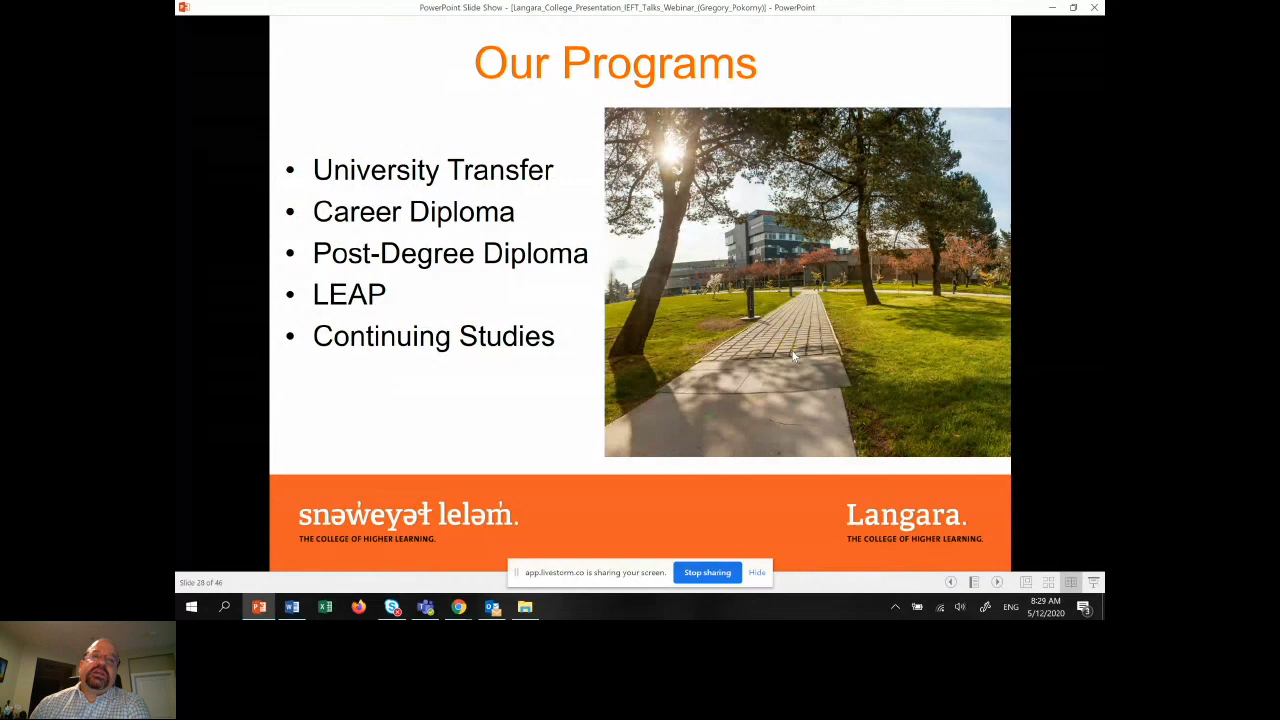 PowerPoint Slide Show - [Langara_College_Presentation_IEFT_Talks_Webinar_(Gregory_Pokorny)] - PowerPoint
Our Programs
• University Transfer
• Career Diploma
• Post-Degree Diploma
• LEAP
• Continuing Studies
snəw̓eyəɬ leləm̓.
THE COLLEGE OF HIGHER LEARNING.
Langara.
THE COLLEGE OF HIGHER LEARNING.
app.livestorm.co is sharing your screen.
Stop sharing
Hide
Slide 28 of 46
ENG
8:29 AM
5/12/2020